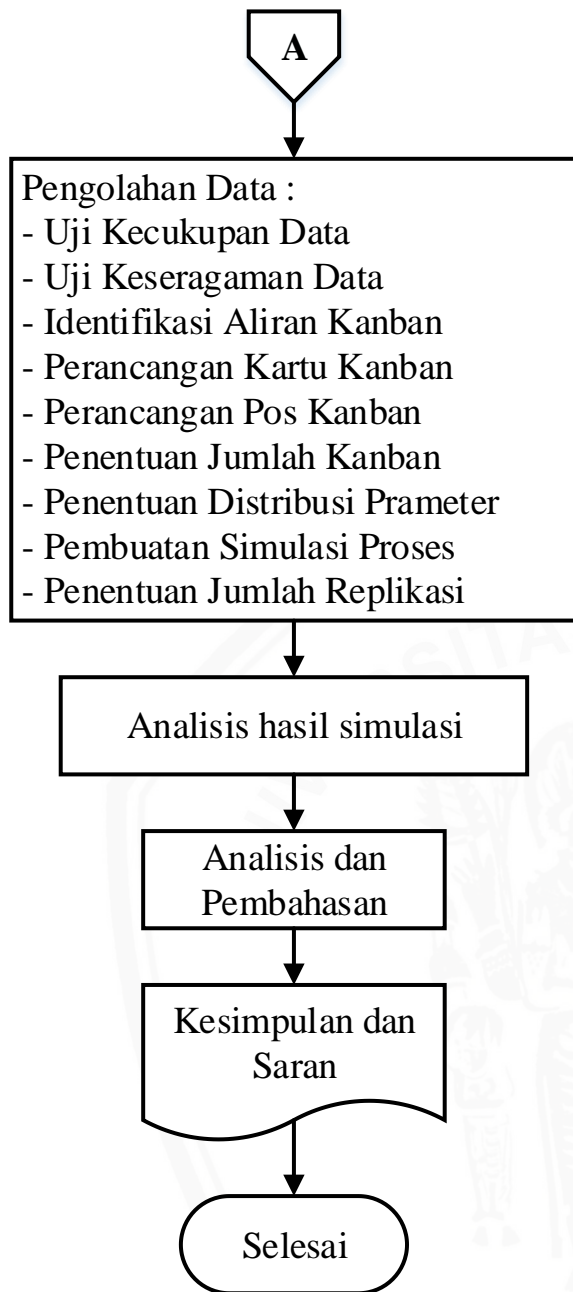 A
Pengolahan Data :
- Uji Kecukupan Data
- Uji Keseragaman Data
- Identifikasi Aliran Kanban
- Perancangan Kartu Kanban
- Perancangan Pos Kanban
- Penentuan Jumlah Kanban
- Penentuan Distribusi Prameter
- Pembuatan Simulasi Proses
- Penentuan Jumlah Replikasi
Analisis hasil simulasi
Analisis dan
Pembahasan
Kesimpulan dan
Saran
Selesai